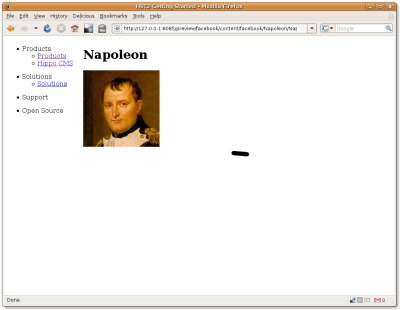 HST2 Getting Started - Mozilla Firefox
File Edit View History Delicious Bookmarks Tools Help
http://127.0.0.1:8085/preview/facebook/content/facebook/Napoleon/Nap
Google
Products
Products
Hippo CMS
Solutions
Solutions
Support
Open Source
Napoleon
Done
0